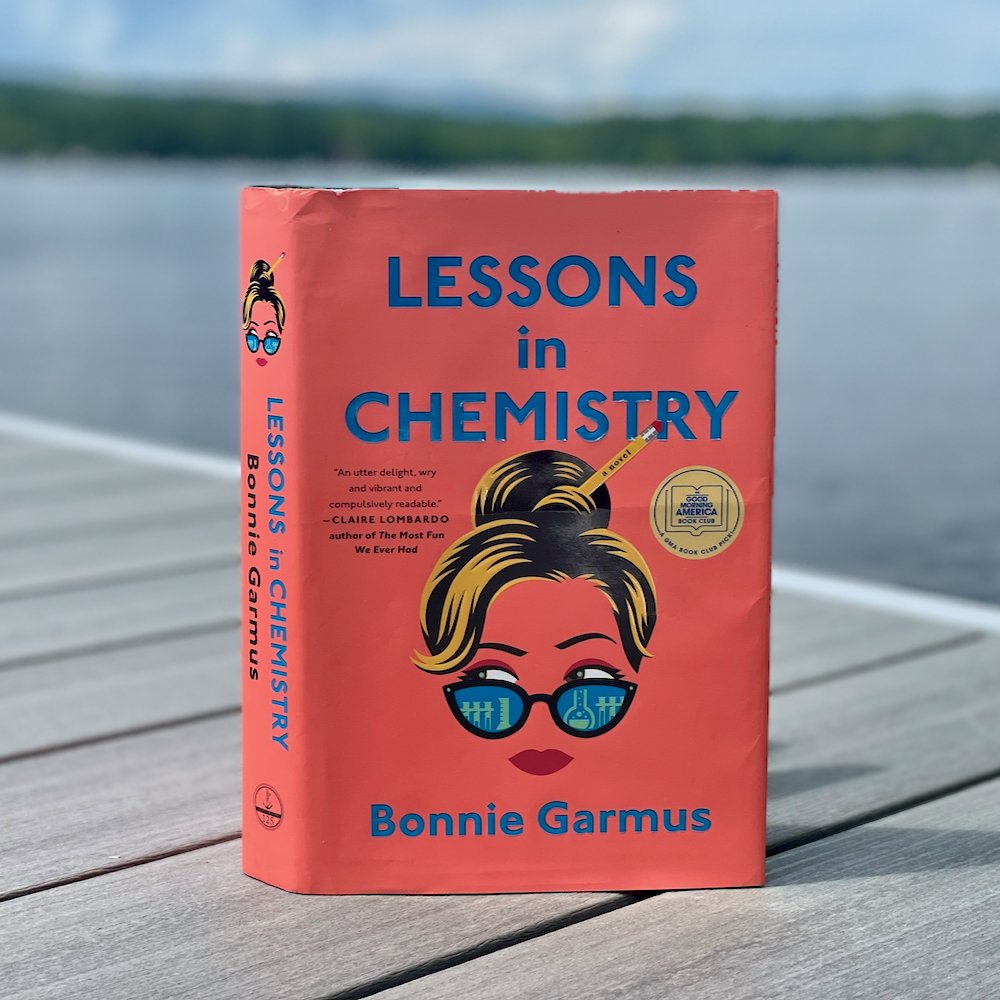 LESSONS
in
CHEMISTRY
a novel
"An utter delight, wry
and vibrant and
compulsively readable."
—CLAIRE LOMBARDO
author of The Most Fun
We Ever Had
GOOD
MORNING
AMERICA
BOOK CLUB
A GMA BOOK CLUB PICK!
Bonnie Garmus
LESSONS in CHEMISTRY
Bonnie Garmus
125